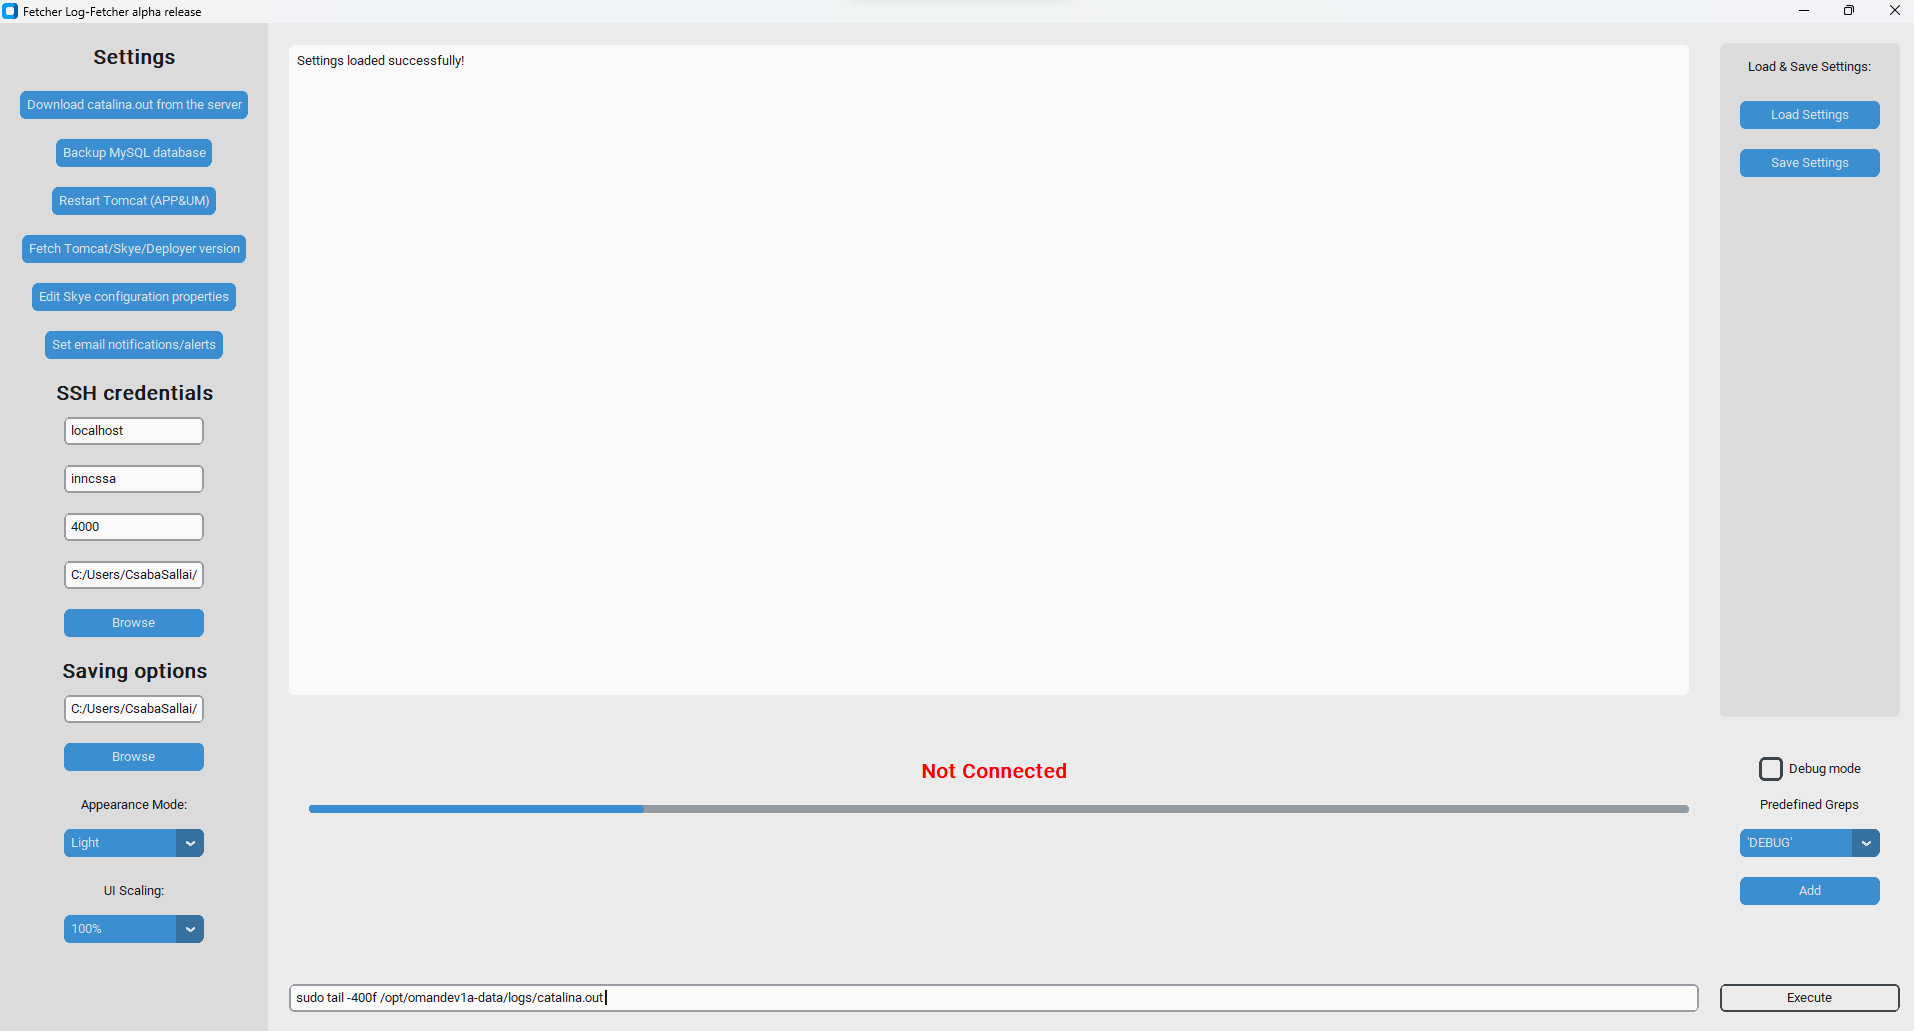 Fetcher Log-Fetcher alpha release
Settings
Download catalina.out from the server
Backup MySQL database
Restart Tomcat (APP&UM)
Fetch Tomcat/Skye/Deployer version
Edit Skye configuration properties
Set email notifications/alerts
SSH credentials
localhost
inncssa
4000
C:/Users/CsabaSallai/
Browse
Saving options
C:/Users/CsabaSallai/
Browse
Appearance Mode:
Light
UI Scaling:
100%
Settings loaded successfully!
Not Connected
sudo tail -400f /opt/omandev1a-data/logs/catalina.out
Load & Save Settings:
Load Settings
Save Settings
Debug mode
Predefined Greps
'DEBUG'
Add
Execute